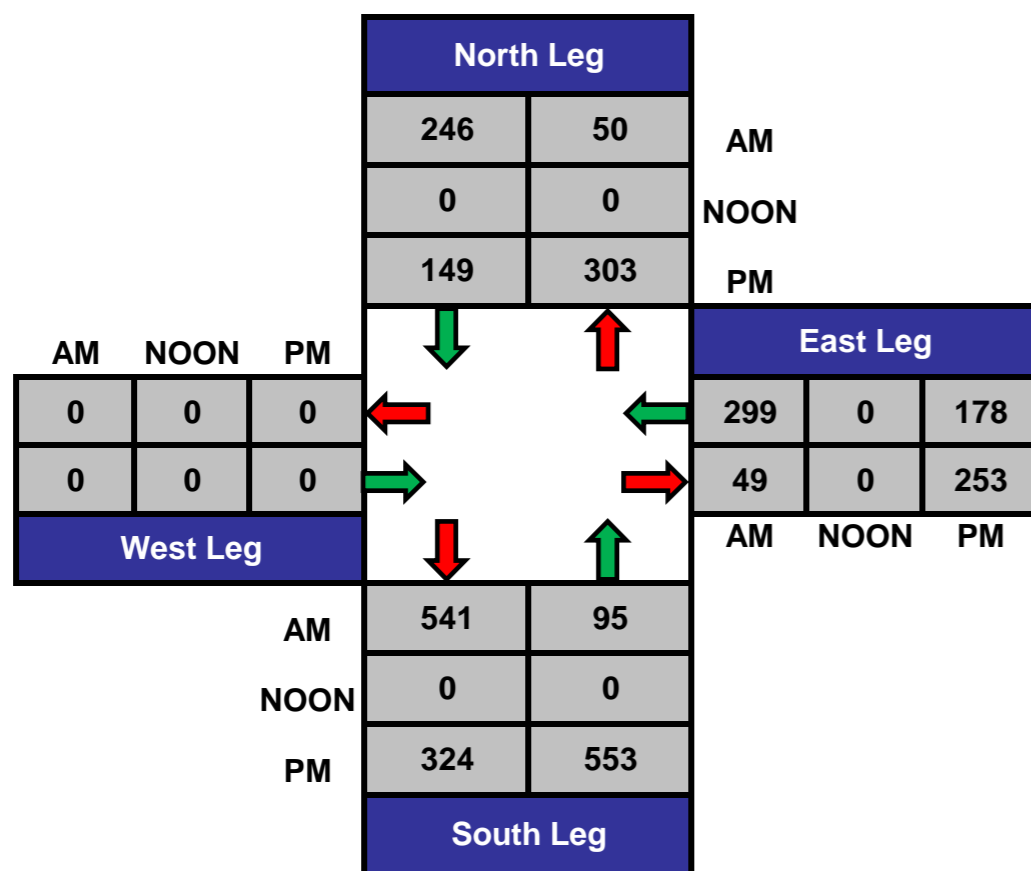 North Leg
246 50 AM
0 0 NOON
149 303 PM
AM NOON PM
East Leg
0 0 0
299 0 178
0 0 0
49 0 253
West Leg
AM NOON PM
AM 541 95
NOON 0 0
PM 324 553
South Leg